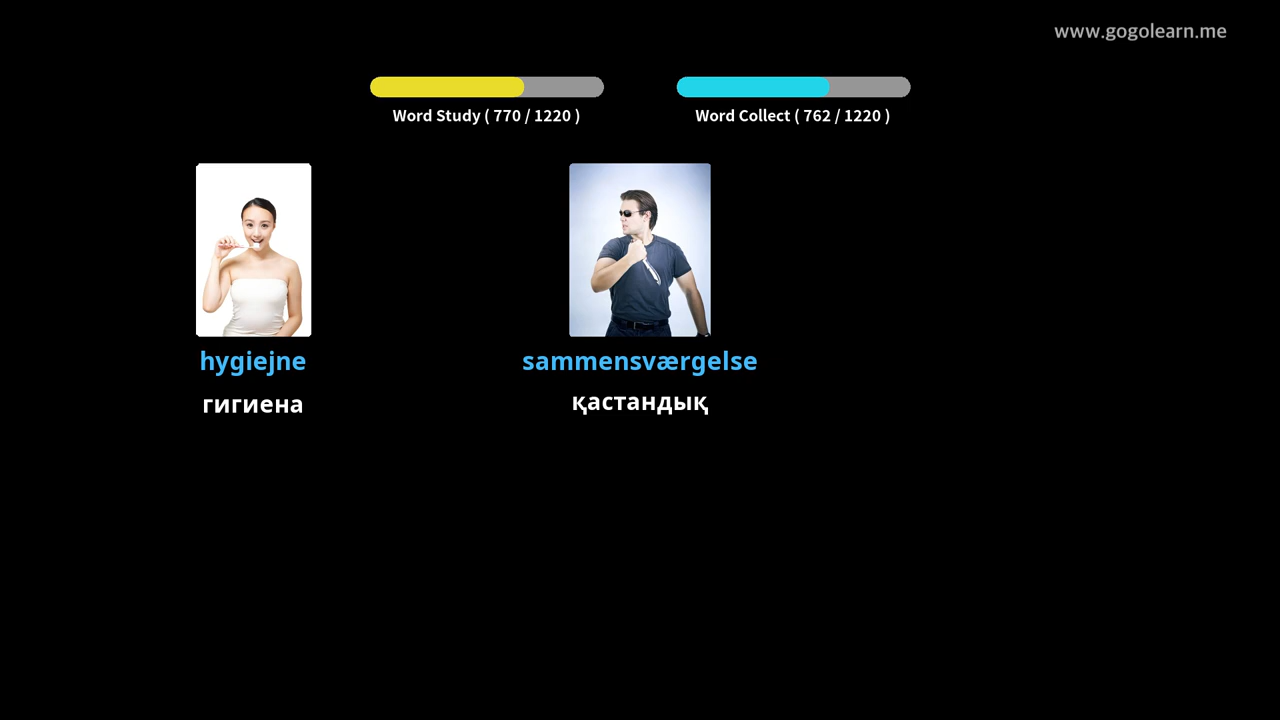 www.gogolearn.me
Word Study ( 770 / 1220 )
Word Collect ( 762 / 1220 )
hygiejne
гигиена
sammensværgelse
қастандық